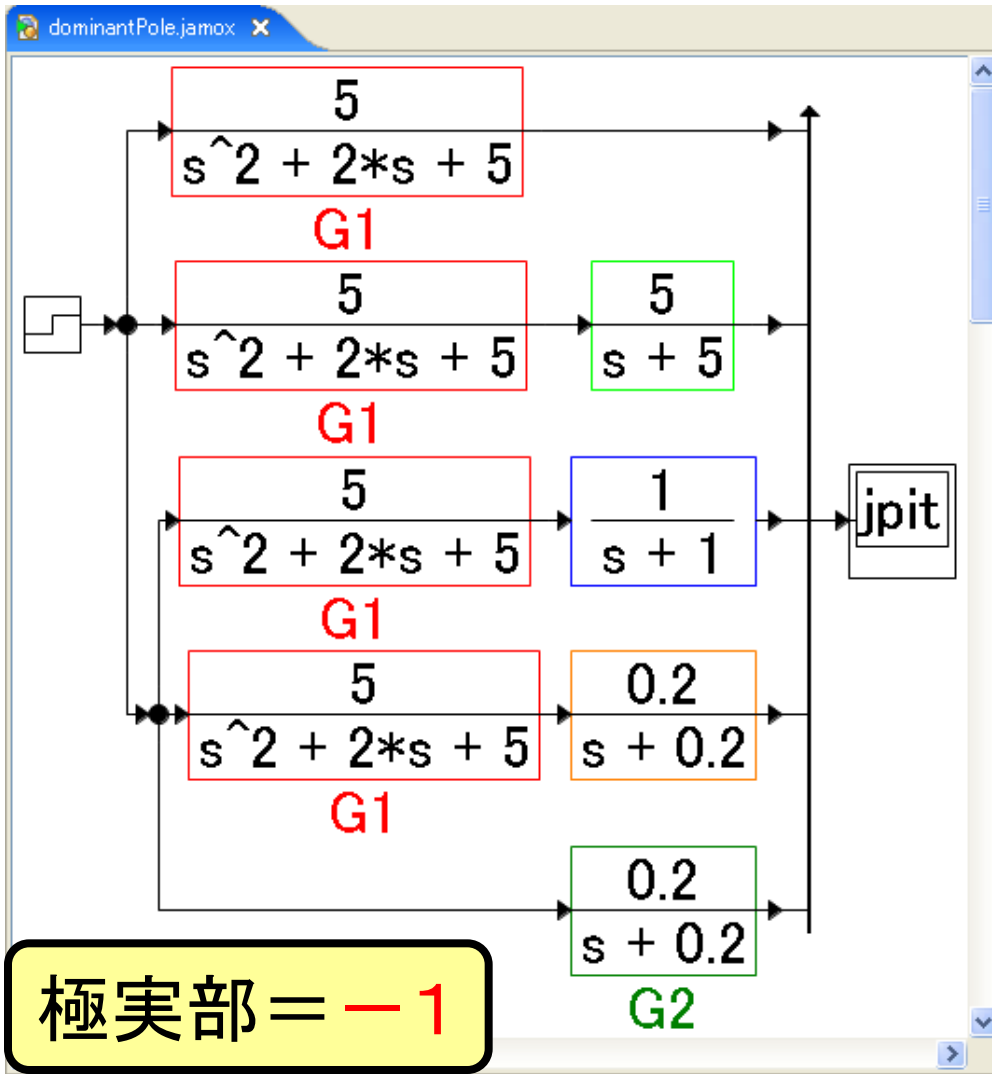 dominantPole.jamox
5
s^2 + 2*s + 5
G1
5
s^2 + 2*s + 5
G1
5
s + 5
5
s^2 + 2*s + 5
G1
1
s + 1
jpit
5
s^2 + 2*s + 5
G1
0.2
s + 0.2
0.2
s + 0.2
G2
極実部＝－１